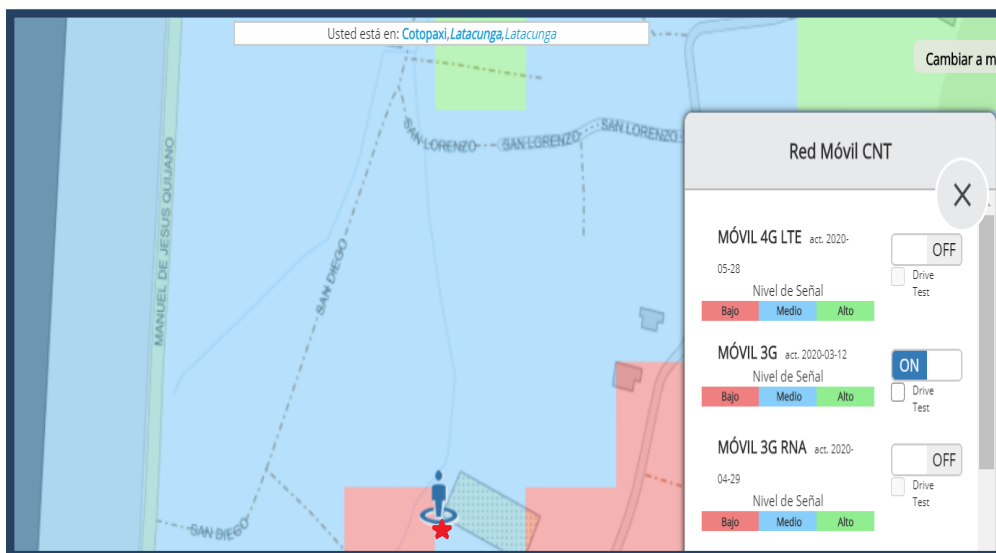 Usted está en: Cotopaxi,Latacunga,Latacunga
Cambiar a m
SAN LORENZO
SAN LORENZO
SAN LORENZO
MANUEL DE JESUS QUIJANO
SAN DIEGO
SAN DIEGO
Red Móvil CNT
X
MÓVIL 4G LTE act. 2020-
05-28
OFF
Drive
Test
Nivel de Señal
Bajo Medio Alto
MÓVIL 3G act. 2020-03-12
ON
Drive
Test
Nivel de Señal
Bajo Medio Alto
MÓVIL 3G RNA act. 2020-
04-29
OFF
Drive
Test
Nivel de Señal
Bajo Medio Alto